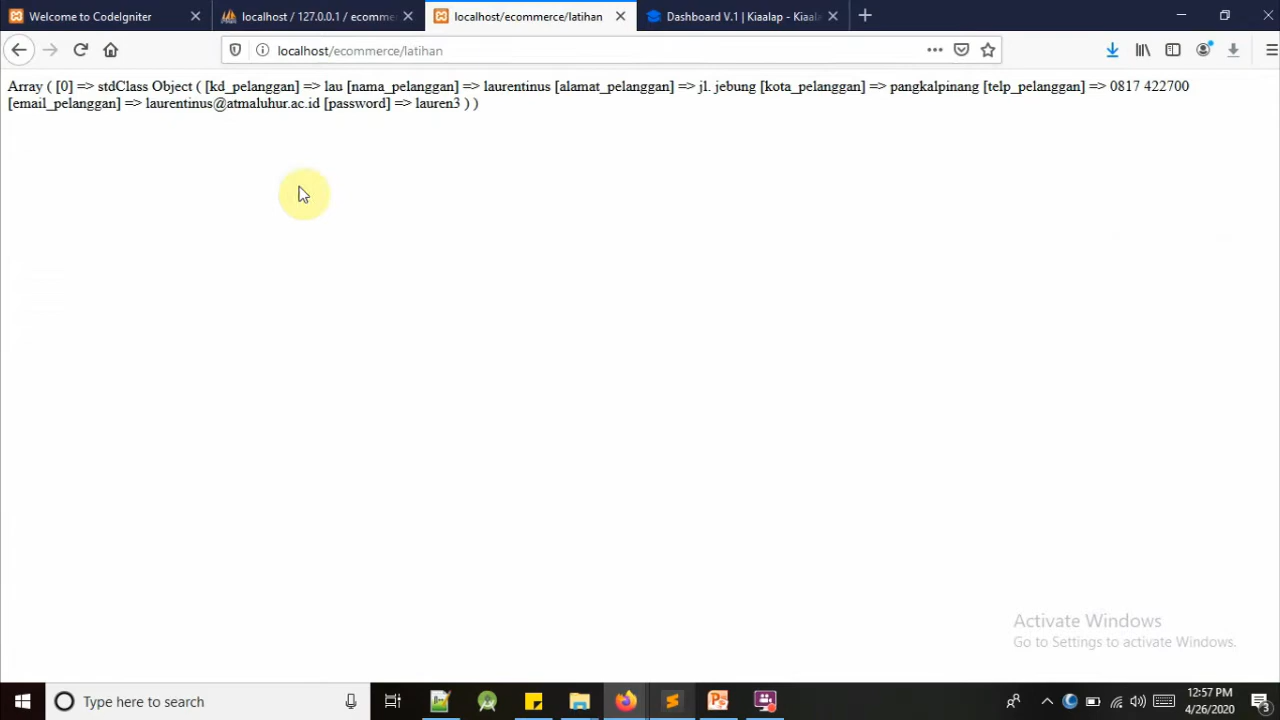 Welcome to CodeIgniter
localhost / 127.0.0.1 / ecomme
localhost/ecommerce/latihan
Dashboard V.1 | Kiaalap - Kiaal
localhost/ecommerce/latihan
Array ( [0] => stdClass Object ( [kd_pelanggan] => lau [nama_pelanggan] => laurentinus [alamat_pelanggan] => jl. jebung [kota_pelanggan] => pangkalpinang [telp_pelanggan] => 0817 422700
[email_pelanggan] => laurentinus@atmaluhur.ac.id [password] => lauren3 ) )
Activate Windows
Go to Settings to activate Windows.
Type here to search
12:57 PM
4/26/2020
3